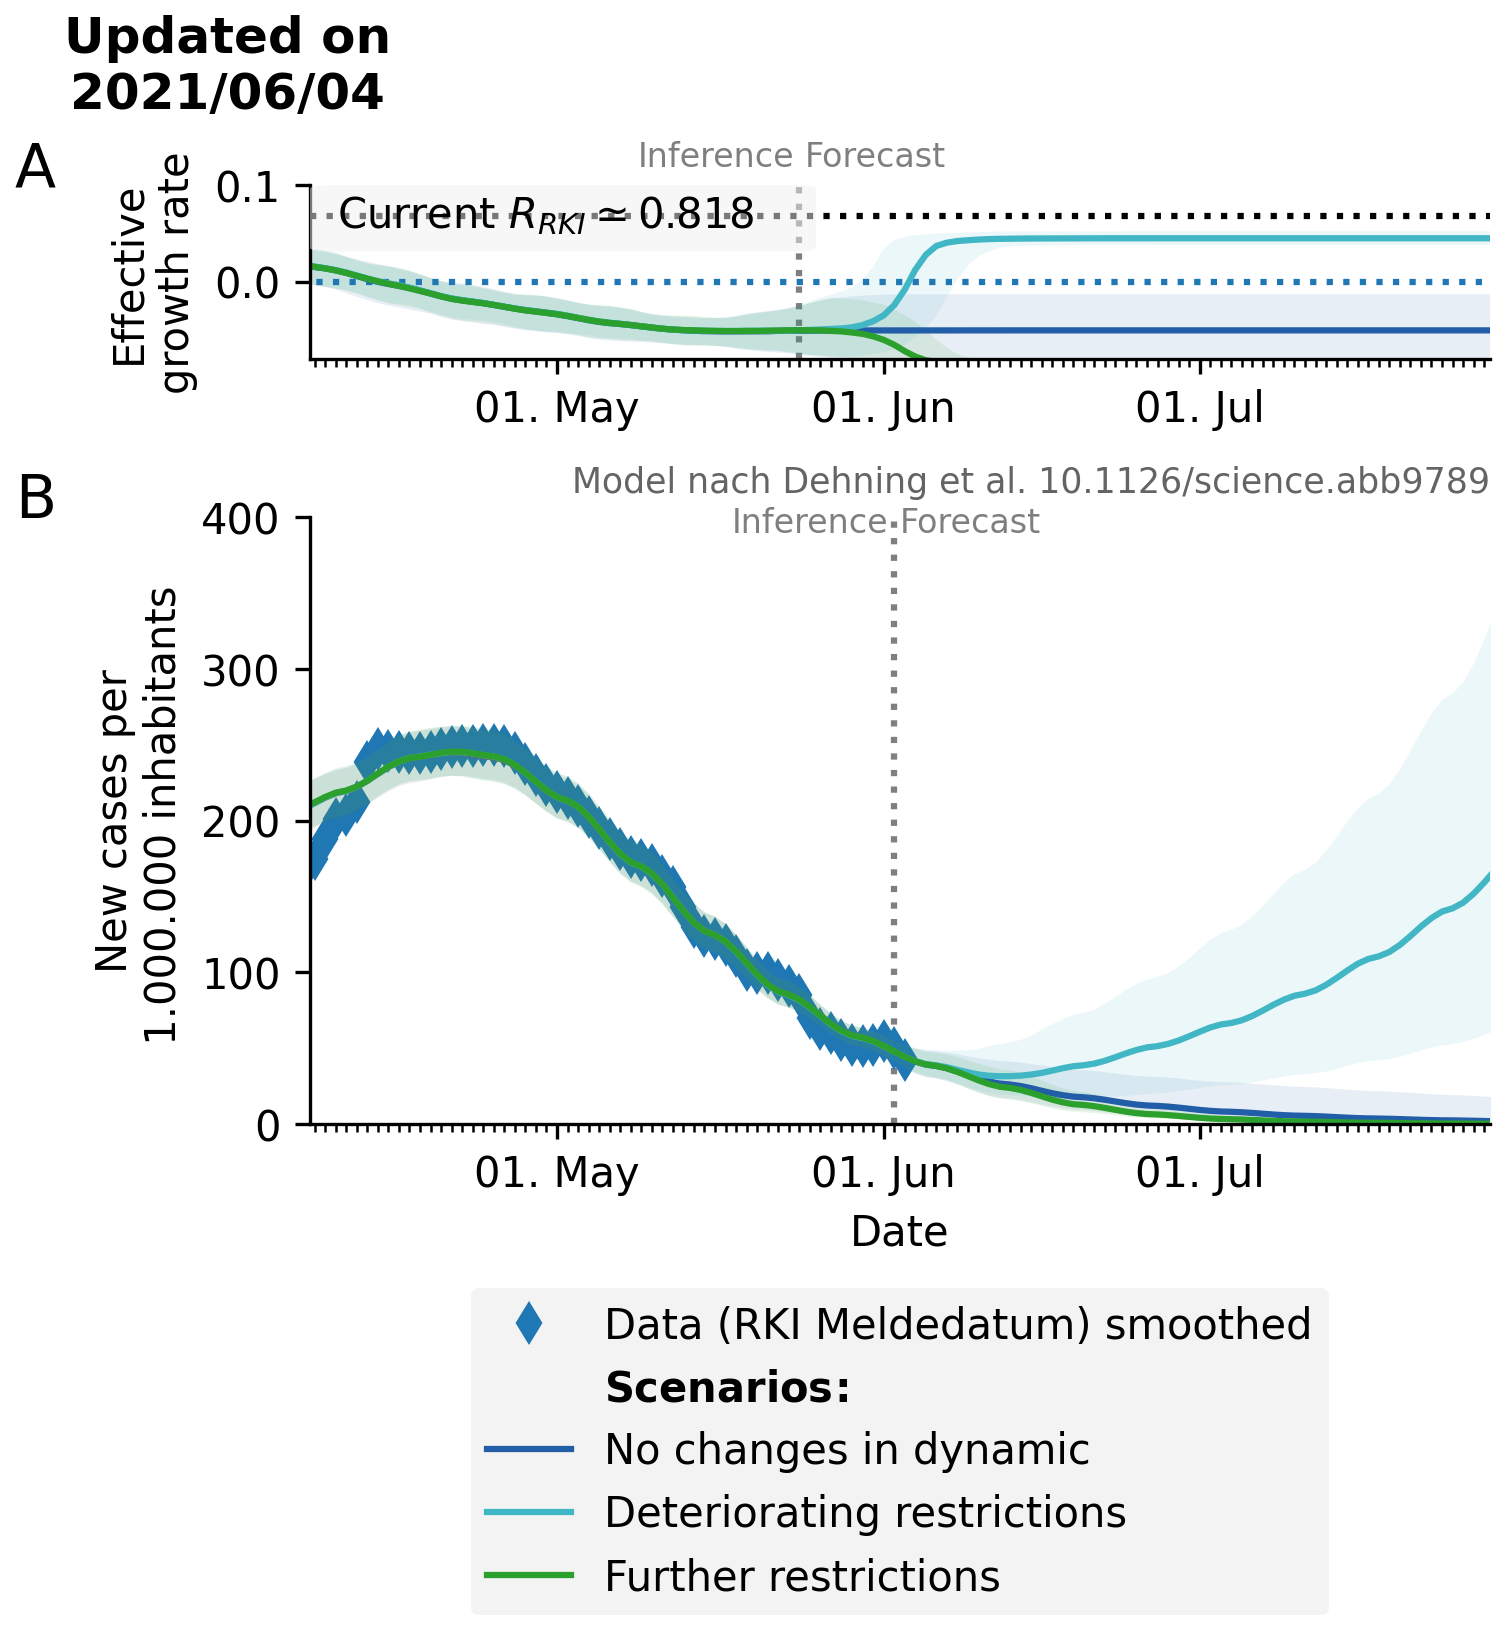 Updated on
2021/06/04
A
Inference Forecast
Effective
growth rate
0.1
0.0
Current R_RKI ≃ 0.818
01. May
01. Jun
01. Jul
B
Model nach Dehning et al. 10.1126/science.abb9789
Inference Forecast
New cases per
1.000.000 inhabitants
400
300
200
100
0
01. May
01. Jun
01. Jul
Date
Data (RKI Meldedatum) smoothed
Scenarios:
No changes in dynamic
Deteriorating restrictions
Further restrictions